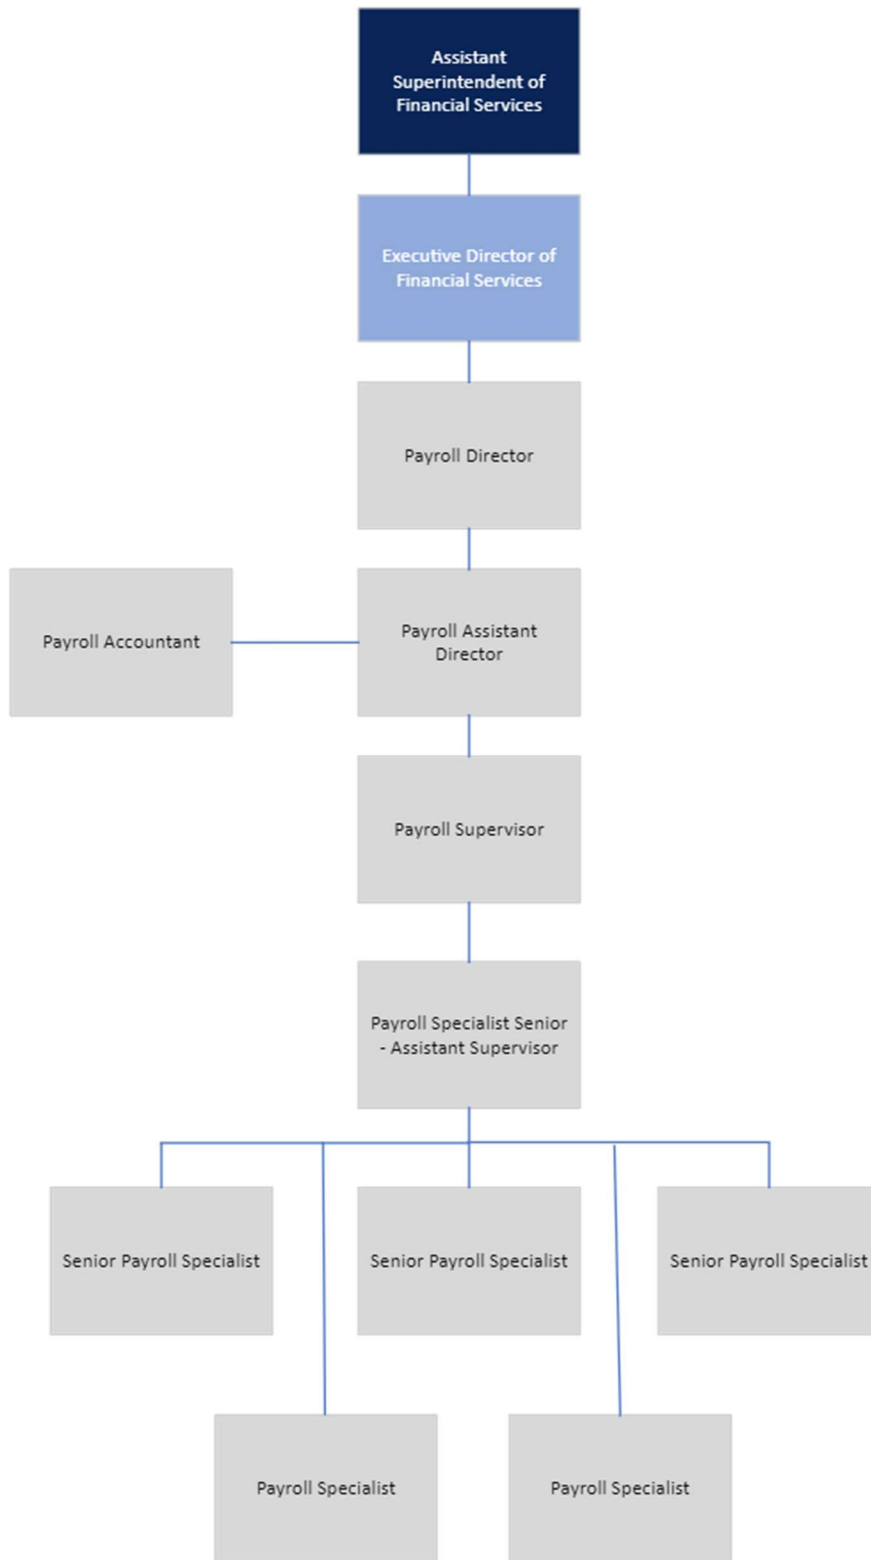 Assistant
Superintendent of
Financial Services
Executive Director of
Financial Services
Payroll Director
Payroll Accountant
Payroll Assistant
Director
Payroll Supervisor
Payroll Specialist Senior
- Assistant Supervisor
Senior Payroll Specialist
Senior Payroll Specialist
Senior Payroll Specialist
Payroll Specialist
Payroll Specialist